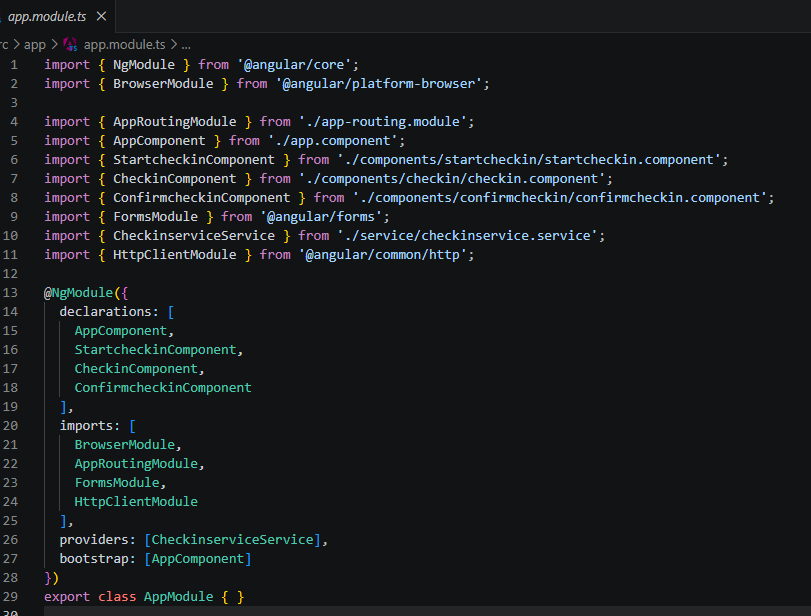 app.module.ts
rc > app > app.module.ts > ...
1 import { NgModule } from '@angular/core';
2 import { BrowserModule } from '@angular/platform-browser';
3
4 import { AppRoutingModule } from './app-routing.module';
5 import { AppComponent } from './app.component';
6 import { StartcheckinComponent } from './components/startcheckin/startcheckin.component';
7 import { CheckinComponent } from './components/checkin/checkin.component';
8 import { ConfirmcheckinComponent } from './components/confirmcheckin/confirmcheckin.component';
9 import { FormsModule } from '@angular/forms';
10 import { CheckinserviceService } from './service/checkinservice.service';
11 import { HttpClientModule } from '@angular/common/http';
12
13 @NgModule({
14   declarations: [
15     AppComponent,
16     StartcheckinComponent,
17     CheckinComponent,
18     ConfirmcheckinComponent
19   ],
20   imports: [
21     BrowserModule,
22     AppRoutingModule,
23     FormsModule,
24     HttpClientModule
25   ],
26   providers: [CheckinserviceService],
27   bootstrap: [AppComponent]
28 })
29 export class AppModule { }
30